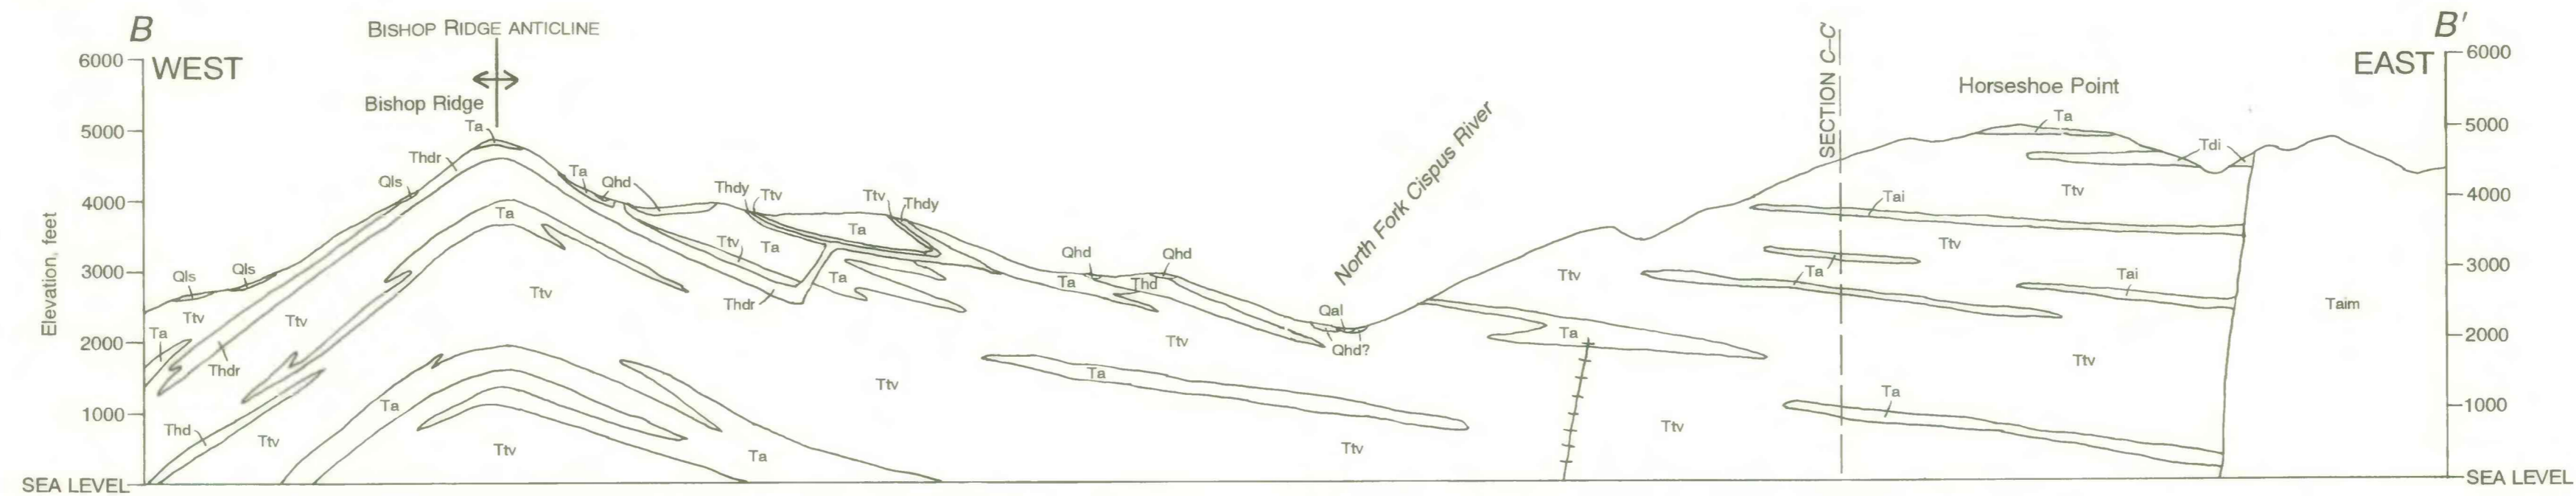 B
BISHOP RIDGE ANTICLINE
B'
6000
WEST
SECTION C-C'
EAST
6000
Bishop Ridge
Horseshoe Point
5000
Ta
Ta
5000
Thdr
Tdi
Qls
Ta
Qhd
Thdy
Ttv
Ttv
Thdy
North Fork Cispus River
4000
Ta
Ta
Tai
Ttv
4000
Elevation, feet
Ttv
Ta
Qhd
Qhd
Ttv
3000
Qls
Qls
Ta
Ta
Thd
Ttv
Ta
Tai
3000
Ttv
Ttv
Ttv
Thdr
Qal
Taim
2000
Ta
Thdr
Ttv
Qhd?
Ta
Ttv
2000
Ttv
Ta
1000
Ta
Ta
1000
Thd
Ttv
Ttv
Ta
Ttv
Ttv
SEA LEVEL
SEA LEVEL